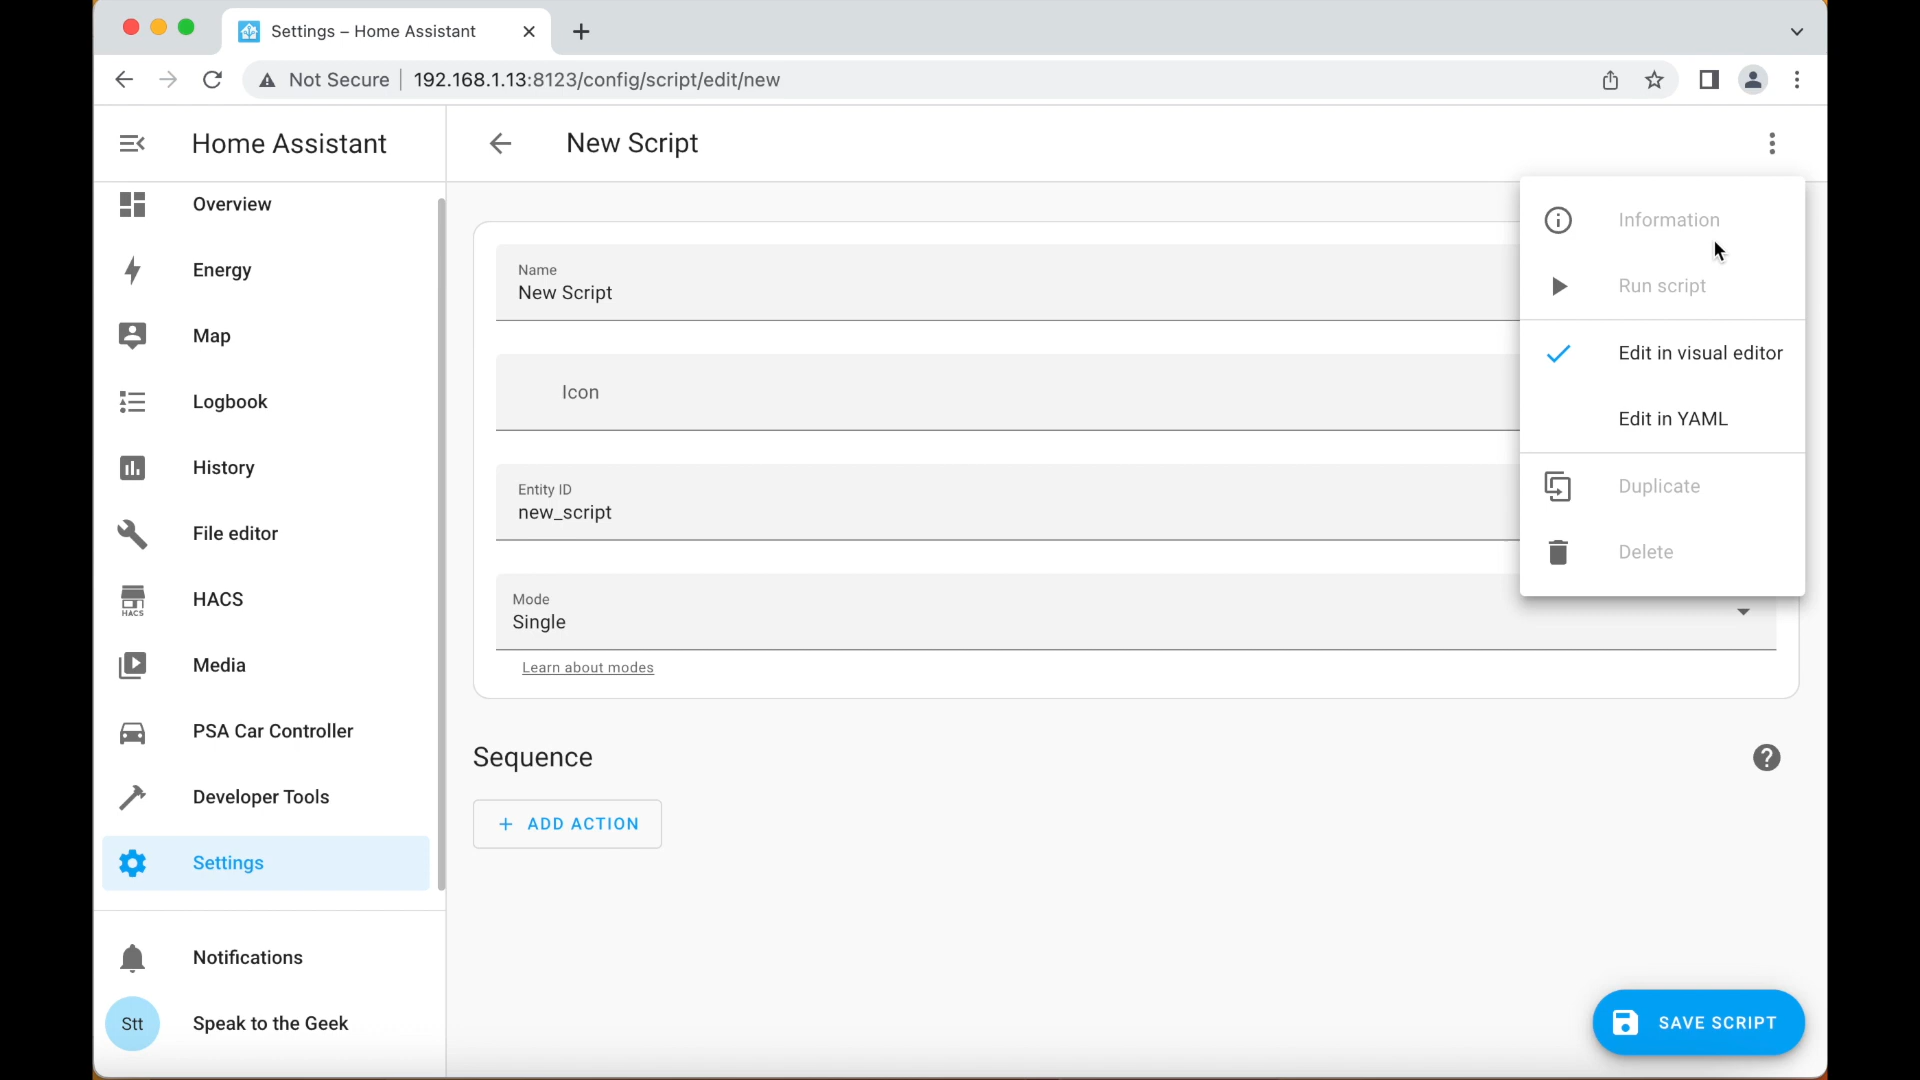 Settings – Home Assistant
Not Secure 192.168.1.13:8123/config/script/edit/new
Home Assistant
New Script
Overview
Energy
Map
Logbook
History
File editor
HACS
HACS
Media
PSA Car Controller
Developer Tools
Settings
Notifications
Stt
Speak to the Geek
Name
New Script
Icon
Entity ID
new_script
Mode
Single
Learn about modes
Information
Run script
Edit in visual editor
Edit in YAML
Duplicate
Delete
Sequence
?
+ ADD ACTION
SAVE SCRIPT